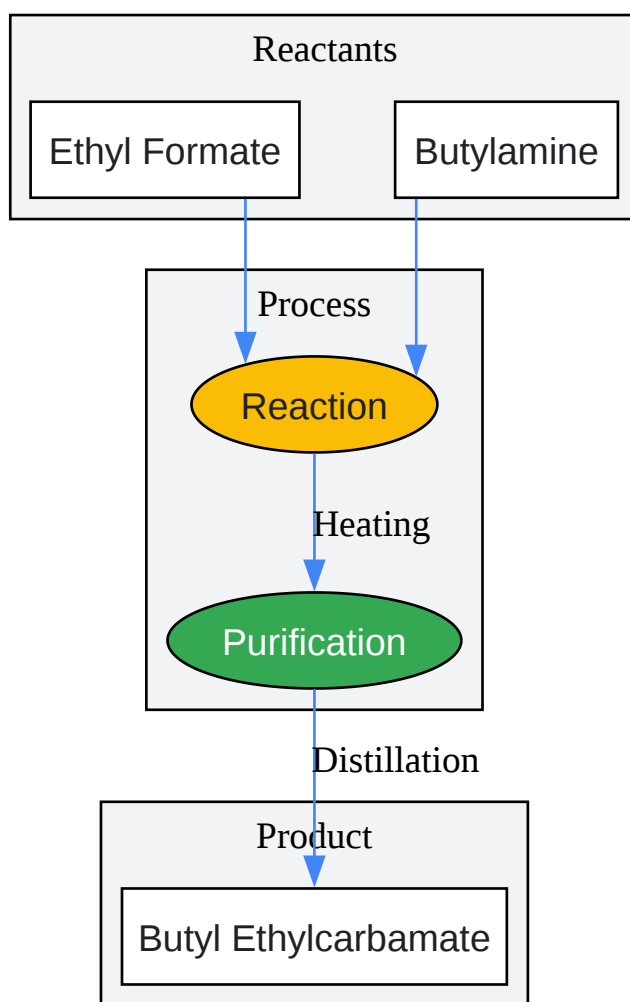 Reactants
Ethyl Formate
Butylamine
Process
Reaction
Heating
Purification
Distillation
Product
Butyl Ethylcarbamate